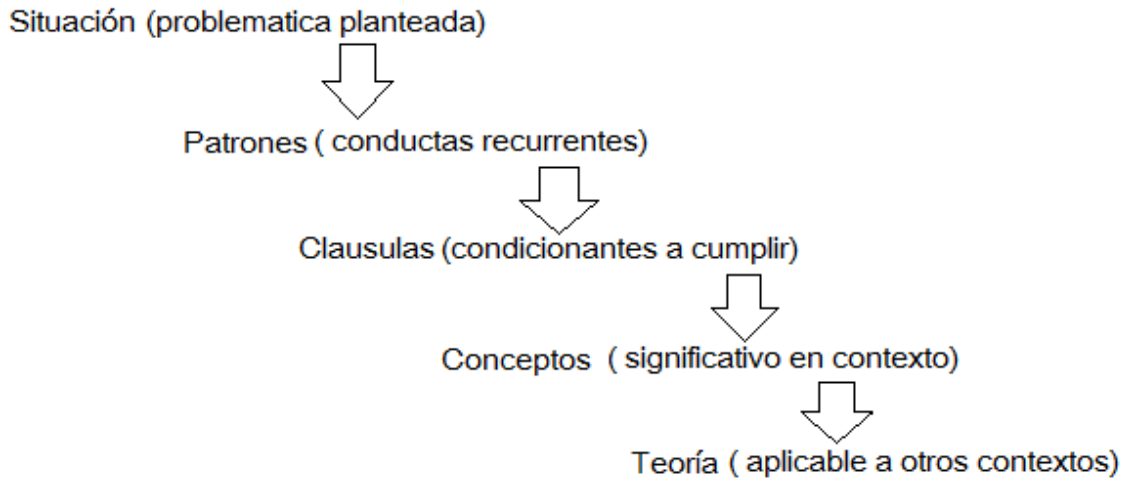 Situación (problematica planteada)
Patrones ( conductas recurrentes)
Clausulas (condicionantes a cumplir)
Conceptos ( significativo en contexto)
Teoría ( aplicable a otros contextos)